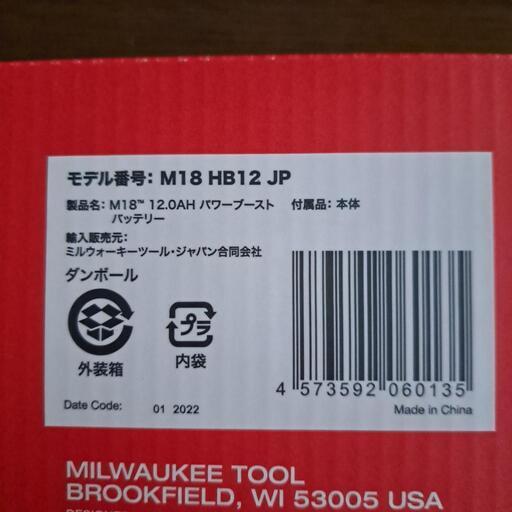 モデル番号: M18 HB12 JP
製品名: M18™ 12.0AH パワーブースト バッテリー
付属品: 本体
輸入販売元:
ミルウォーキーツール・ジャパン合同会社
ダンボール
外装箱
プラ
内袋
4 573592 060135
Date Code: 01 2022
Made in China
MILWAUKEE TOOL
BROOKFIELD, WI 53005 USA